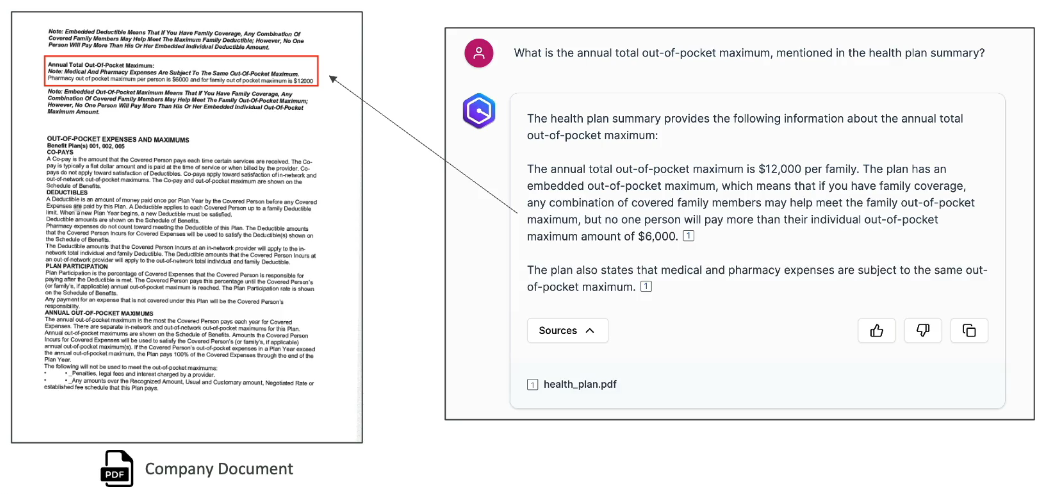 Note: Embedded Deductible Means That If You Have Family Coverage, Any Combination Of
Covered Family Members May Help Meet The Maximum Family Deductible; However, No One
Person Will Pay More Than His Or Her Embedded Individual Deductible Amount.
Annual Total Out-Of-Pocket Maximum:
Note: Medical And Pharmacy Expenses Are Subject To The Same Out-Of-Pocket Maximum.
Pharmacy out of pocket maximum per person is $6000 and for family out of pocket maximum is $12000
Note: Embedded Out-Of-Pocket Maximum Means That If You Have Family Coverage, Any
Combination Of Covered Family Members May Help Meet The Family Out-Of-Pocket Maximum;
However, No One Person Will Pay More Than His Or Her Embedded Individual Out-Of-Pocket
Maximum Amount.
OUT-OF-POCKET EXPENSES AND MAXIMUMS
Benefit Plan(s) 001, 002, 005
CO-PAYS
A Co-pay is the amount that the Covered Person pays each time certain services are received. The Co-
pay is typically a flat dollar amount and is paid at the time of service or when billed by the provider. Co-
pays do not apply toward satisfaction of Deductibles. Co-pays apply toward satisfaction of in-network and
out-of-network out-of-pocket maximums. The Co-pay and out-of-pocket maximum are shown on the
Schedule of Benefits.
DEDUCTIBLES
A Deductible is an amount of money paid once per Plan Year by the Covered Person before any Covered
Expenses are paid by this Plan. A Deductible applies to each Covered Person up to a family Deductible
limit. When a new Plan Year begins, a new Deductible must be satisfied.
Deductible amounts are shown on the Schedule of Benefits.
Pharmacy expenses do not count toward meeting the Deductible of this Plan. The Deductible amounts
that the Covered Person incurs for Covered Expenses will be used to satisfy the Deductible(s) shown on
the Schedule of Benefits.
The Deductible amounts that the Covered Person incurs at an in-network provider will apply to the in-
network total individual and family Deductible. The Deductible amounts that the Covered Person incurs at
an out-of-network provider will apply to the out-of-network total individual and family Deductible.
PLAN PARTICIPATION
Plan Participation is the percentage of Covered Expenses that the Covered Person is responsible for
paying after the Deductible is met. The Covered Person pays this percentage until the Covered Person's
(or family's, if applicable) annual out-of-pocket maximum is reached. The Plan Participation rate is shown
on the Schedule of Benefits.
Any payment for an expense that is not covered under this Plan will be the Covered Person's
responsibility.
ANNUAL OUT-OF-POCKET MAXIMUMS
The annual out-of-pocket maximum is the most the Covered Person pays each year for Covered
Expenses. There are separate in-network and out-of-network out-of-pocket maximums for this Plan.
Annual out-of-pocket maximums are shown on the Schedule of Benefits. Amounts the Covered Person
incurs for Covered Expenses will be used to satisfy the Covered Person's (or family's, if applicable)
annual out-of-pocket maximum(s). If the Covered Person's out-of-pocket expenses in a Plan Year exceed
the annual out-of-pocket maximum, the Plan pays 100% of the Covered Expenses through the end of the
Plan Year.
The following will not be used to meet the out-of-pocket maximums:
• Penalties, legal fees and interest charged by a provider.
• Any amounts over the Recognized Amount, Usual and Customary amount, Negotiated Rate or
established fee schedule that this Plan pays.
PDF
Company Document
What is the annual total out-of-pocket maximum, mentioned in the health plan summary?
The health plan summary provides the following information about the annual total
out-of-pocket maximum:
The annual total out-of-pocket maximum is $12,000 per family. The plan has an
embedded out-of-pocket maximum, which means that if you have family coverage,
any combination of covered family members may help meet the family out-of-pocket
maximum, but no one person will pay more than their individual out-of-pocket
maximum amount of $6,000. 1
The plan also states that medical and pharmacy expenses are subject to the same out-
of-pocket maximum. 1
Sources
1 health_plan.pdf